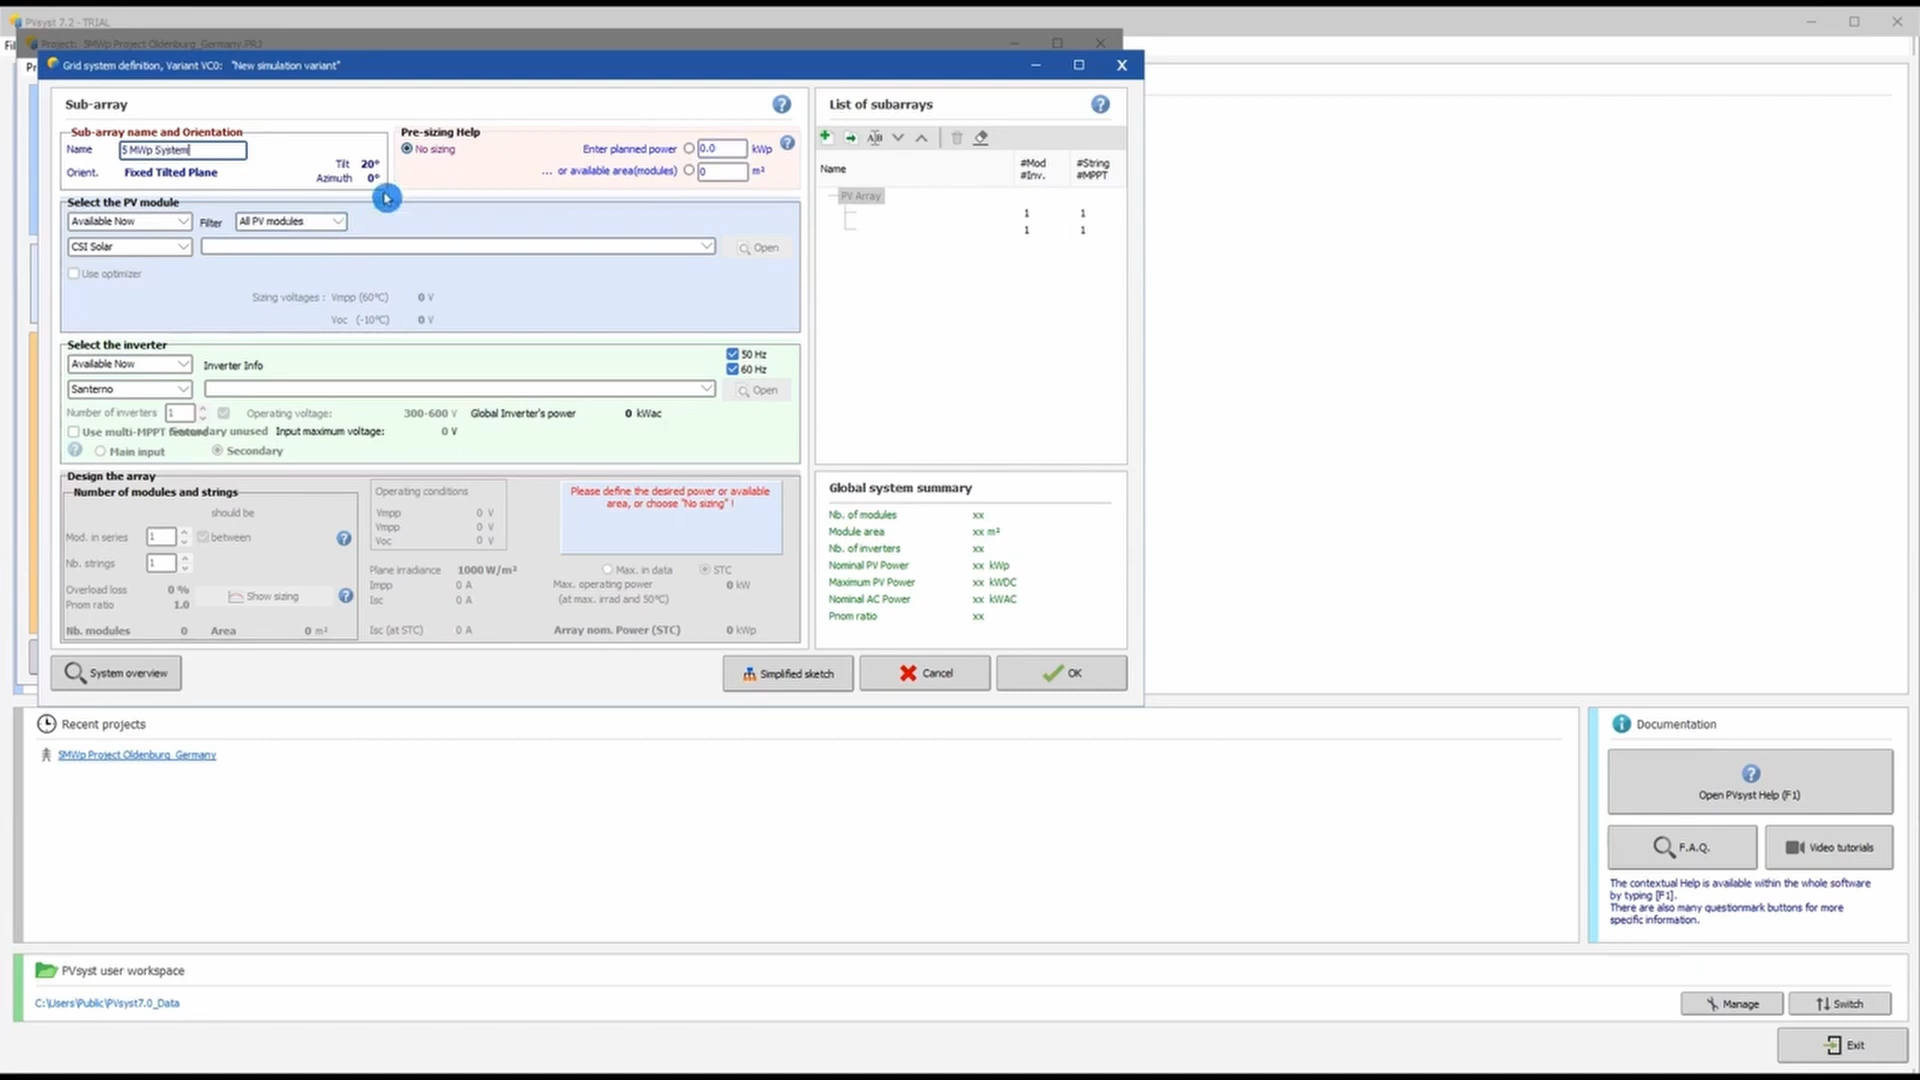 PVsyst 7.2 - TRIAL
Project: 5MWp Project Oldenburg_Germany.PRJ
Grid system definition, Variant VC0: "New simulation variant"
Sub-array
Sub-array name and Orientation
Name 5 MWp System
Orient. Fixed Tilted Plane
Tilt 20°
Azimuth 0°
Pre-sizing Help
No sizing
Enter planned power 0.0 kWp
... or available area(modules) 0 m²
Select the PV module
Available Now Filter All PV modules
CSI Solar Open
Use optimizer
Sizing voltages : Vmpp (60°C) 0 V
Voc (-10°C) 0 V
Select the inverter
Available Now Inverter Info
50 Hz
60 Hz
Santerno Open
Number of inverters 1 Operating voltage: 300-600 V Global Inverter's power 0 kWac
Use multi-MPPT feature Secondary unused Input maximum voltage: 0 V
Main input Secondary
Design the array
Number of modules and strings
should be
Mod. in series 1 between
Nb. strings 1
Overload loss 0 %
Pnom ratio 1.0
Show sizing
Nb. modules 0 Area 0 m²
Operating conditions
Vmpp 0 V
Vmpp 0 V
Voc 0 V
Plane irradiance 1000 W/m²
Impp 0 A
Isc 0 A
Isc (at STC) 0 A
Please define the desired power or available
area, or choose "No sizing" !
Max. in data STC
Max. operating power 0 kW
(at max. irrad and 50°C)
Array nom. Power (STC) 0 kWp
List of subarrays
Name
#Mod
#Inv.
#String
#MPPT
PV Array
1 1
1 1
Global system summary
Nb. of modules xx
Module area xx m²
Nb. of inverters xx
Nominal PV Power xx kWp
Maximum PV Power xx kWDC
Nominal AC Power xx kWAC
Pnom ratio xx
System overview
Simplified sketch
Cancel
OK
Recent projects
5MWp Project Oldenburg_Germany
Documentation
Open PVsyst Help (F1)
F.A.Q.
Video tutorials
The contextual Help is available within the whole software
by typing [F1].
There are also many questionmark buttons for more
specific information.
PVsyst user workspace
C:\Users\Public\PVsyst7.0_Data
Manage
Switch
Exit